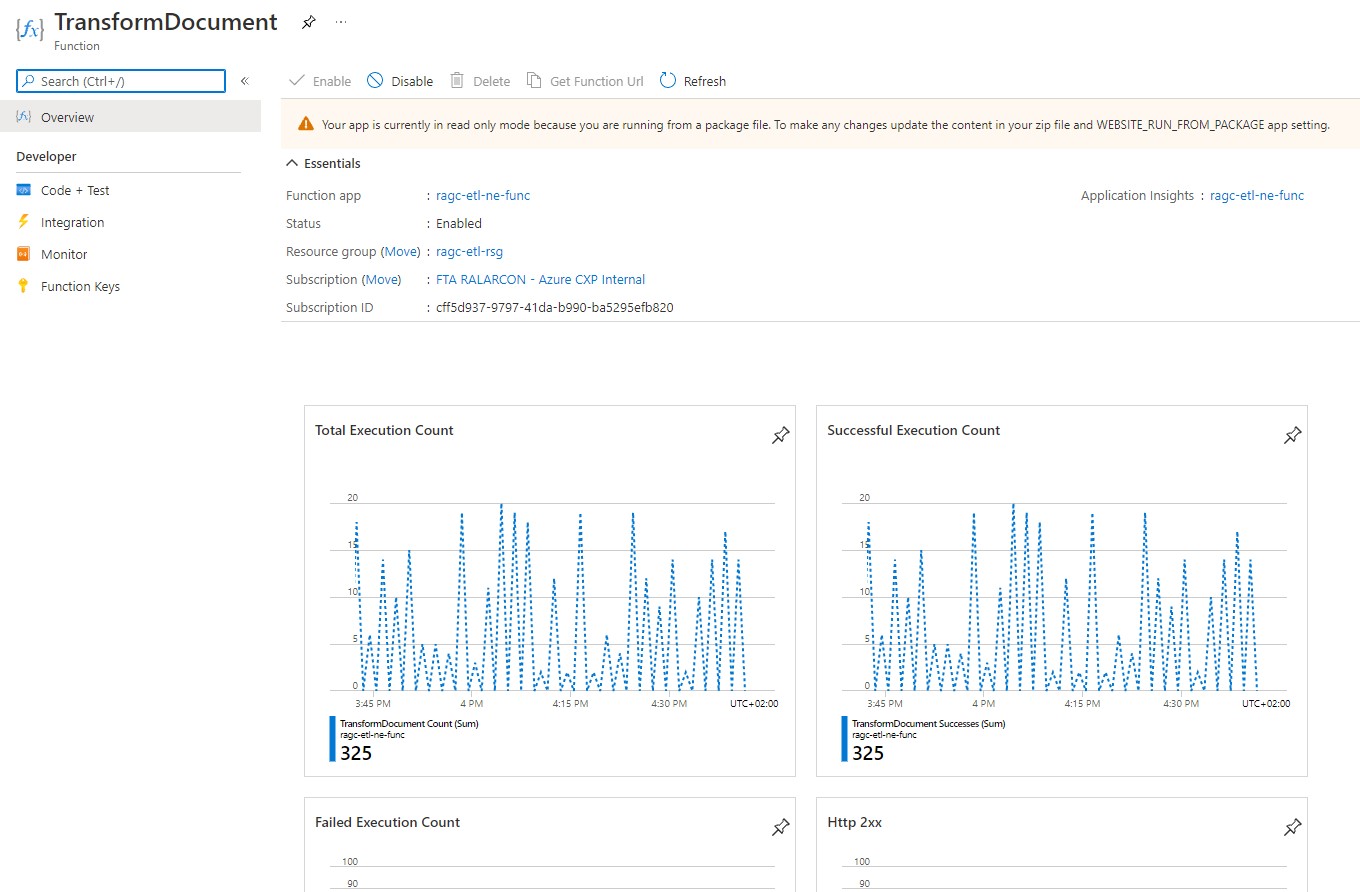 TransformDocument
Function
Search (Ctrl+/)
Overview
Developer
Code + Test
Integration
Monitor
Function Keys
Enable Disable Delete Get Function Url Refresh
Your app is currently in read only mode because you are running from a package file. To make any changes update the content in your zip file and WEBSITE_RUN_FROM_PACKAGE app setting.
Essentials
Function app : ragc-etl-ne-func
Application Insights : ragc-etl-ne-func
Status : Enabled
Resource group (Move) : ragc-etl-rsg
Subscription (Move) : FTA RALARCON - Azure CXP Internal
Subscription ID : cff5d937-9797-41da-b990-ba5295efb820
Total Execution Count
20
15
10
5
0
3:45 PM 4 PM 4:15 PM 4:30 PM UTC+02:00
TransformDocument Count (Sum)
ragc-etl-ne-func
325
Successful Execution Count
20
15
10
5
0
3:45 PM 4 PM 4:15 PM 4:30 PM UTC+02:00
TransformDocument Successes (Sum)
ragc-etl-ne-func
325
Failed Execution Count
100
90
Http 2xx
100
90